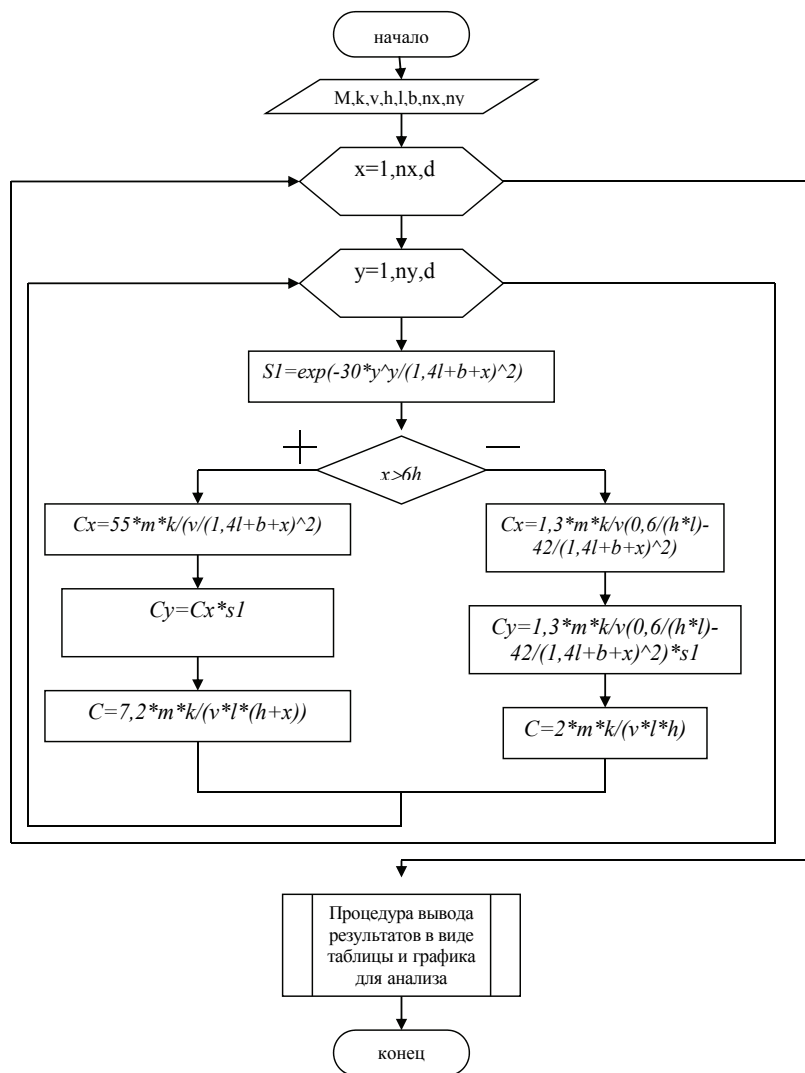 начало
M,k,v,h,l,b,nx,ny
x=1,nx,d
y=1,ny,d
S1=exp(-30*y^y/(1,4l+b+x)^2)
+
—
x>6h
Cx=55*m*k/(v/(1,4l+b+x)^2)
Cy=Cx*s1
C=7,2*m*k/(v*l*(h+x))
Cx=1,3*m*k/v(0,6/(h*l)-
42/(1,4l+b+x)^2)
Cy=1,3*m*k/v(0,6/(h*l)-
42/(1,4l+b+x)^2)*s1
C=2*m*k/(v*l*h)
Процедура вывода
результатов в виде
таблицы и графика
для анализа
конец